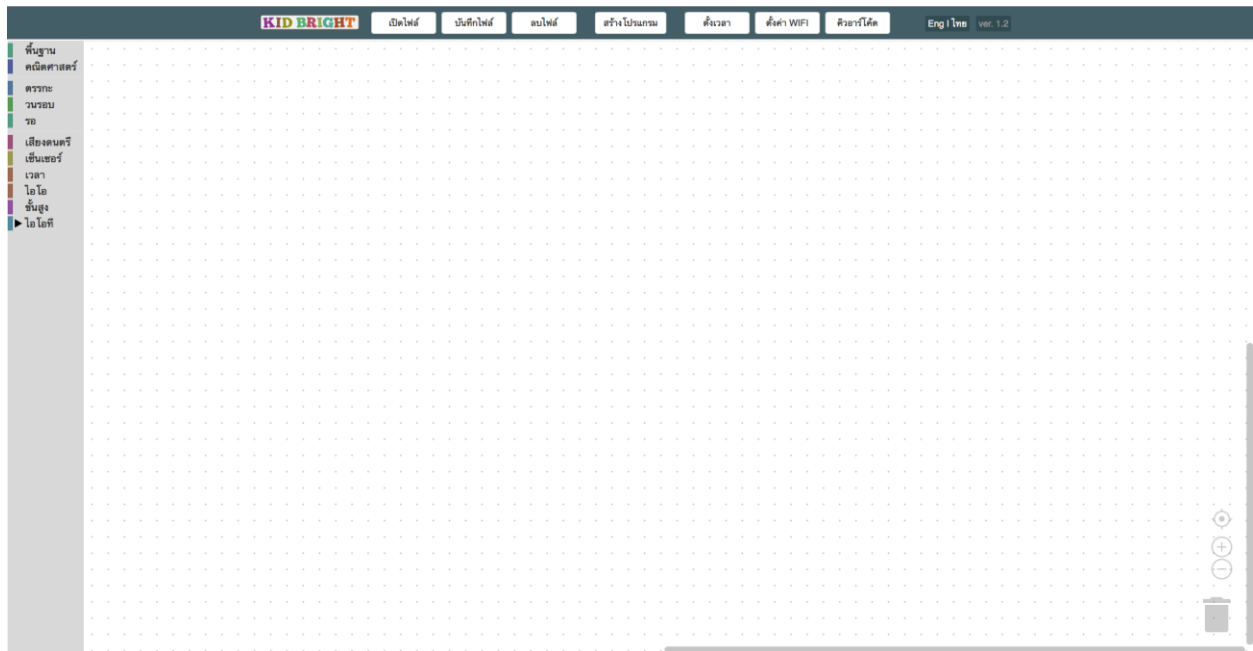 KID BRIGHT เปิดไฟล์ บันทึกไฟล์ ลบไฟล์ สร้างโปรแกรม ตั้งเวลา ตั้งค่า WIFI คิวอาร์โค้ด Eng | ไทย ver. 1.2
พื้นฐาน
คณิตศาสตร์
ตรรกะ
วนรอบ
รอ
เสียงดนตรี
เซ็นเซอร์
เวลา
ไอโอ
ชั้นสูง
ไอโอที